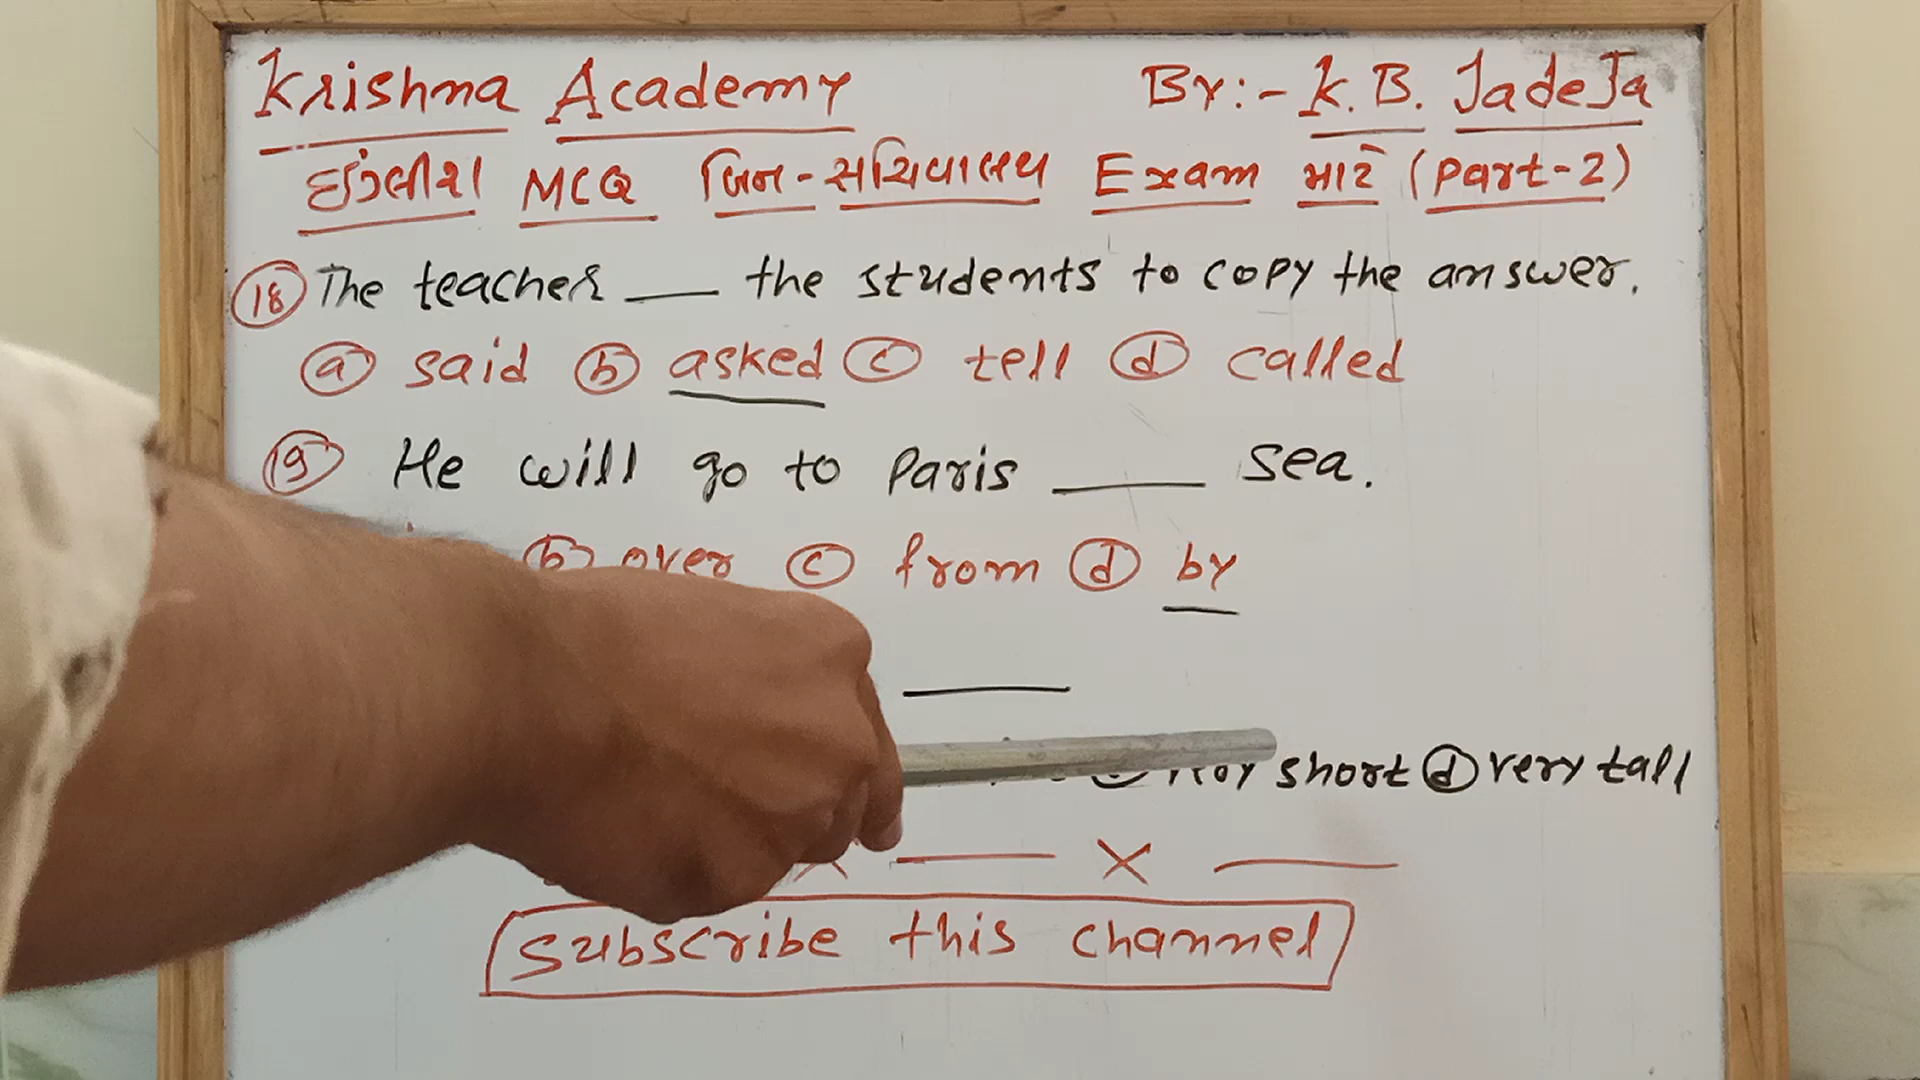 Krishna Academy By:- K. B. JadeJa
ઈંગ્લીશ MCQ બિન-સચિવાલય Exam માટે (Part-2)
18 The teacher ___ the students to copy the answer.
a said b asked c tell d called
19 He will go to Paris ___ sea.
b over c from d by
short d very tall
Subscribe this channel